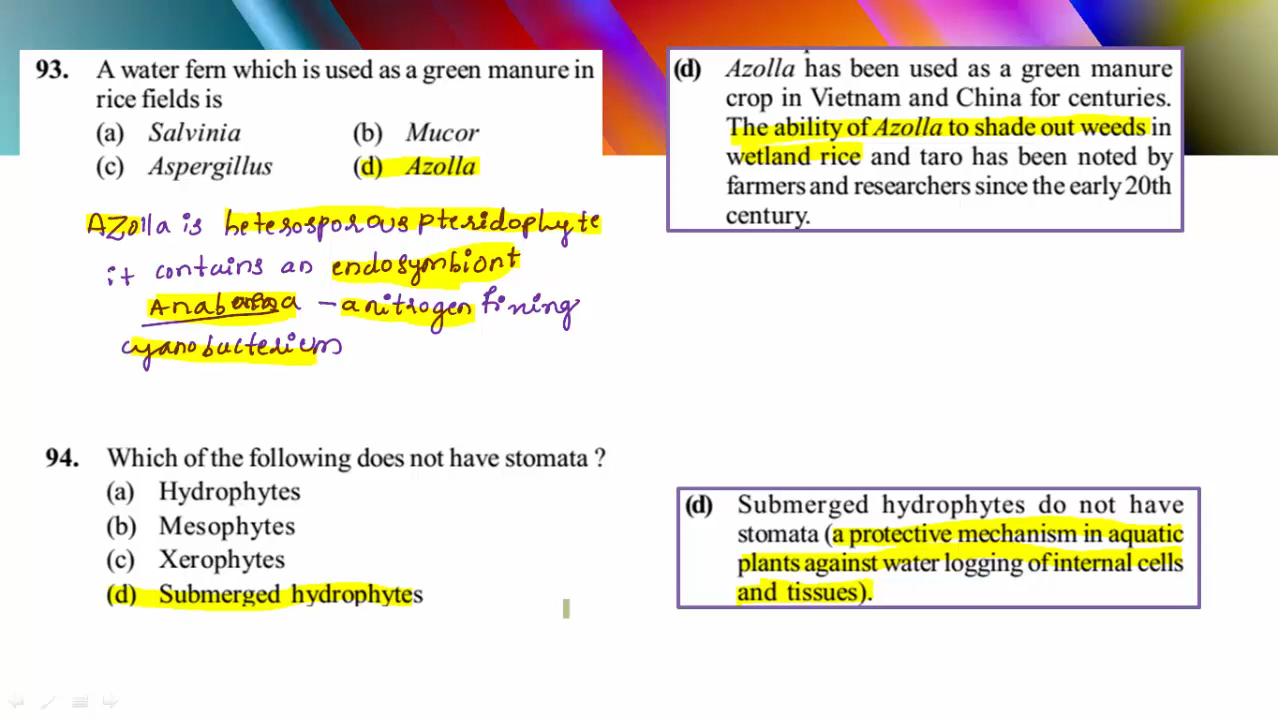 93. A water fern which is used as a green manure in
rice fields is
(a) Salvinia (b) Mucor
(c) Aspergillus (d) Azolla
AZolla is heterosporous pteridophyte
it contains an endosymbiont
Anabaena – a nitrogen fixing
cyanobacterium
(d) Azolla has been used as a green manure
crop in Vietnam and China for centuries.
The ability of Azolla to shade out weeds in
wetland rice and taro has been noted by
farmers and researchers since the early 20th
century.
94. Which of the following does not have stomata ?
(a) Hydrophytes
(b) Mesophytes
(c) Xerophytes
(d) Submerged hydrophytes
(d) Submerged hydrophytes do not have
stomata (a protective mechanism in aquatic
plants against water logging of internal cells
and tissues).